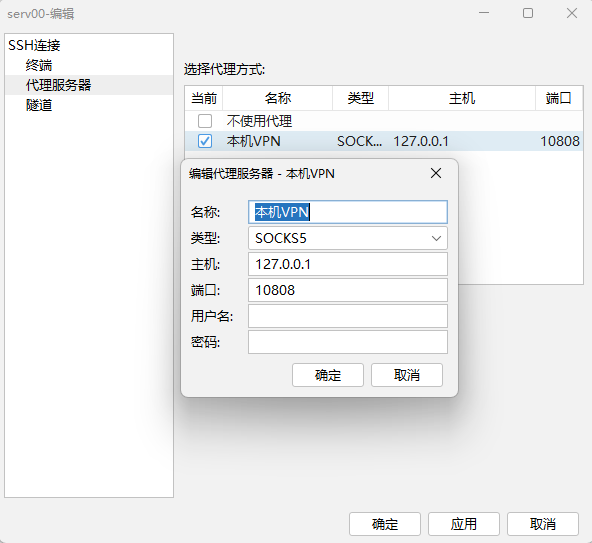 serv00-编辑
SSH连接
终端
代理服务器
隧道
选择代理方式:
当前 名称 类型 主机 端口
不使用代理
本机VPN SOCK... 127.0.0.1 10808
编辑代理服务器 - 本机VPN
名称: 本机VPN
类型: SOCKS5
主机: 127.0.0.1
端口: 10808
用户名:
密码:
确定 取消
确定 应用 取消